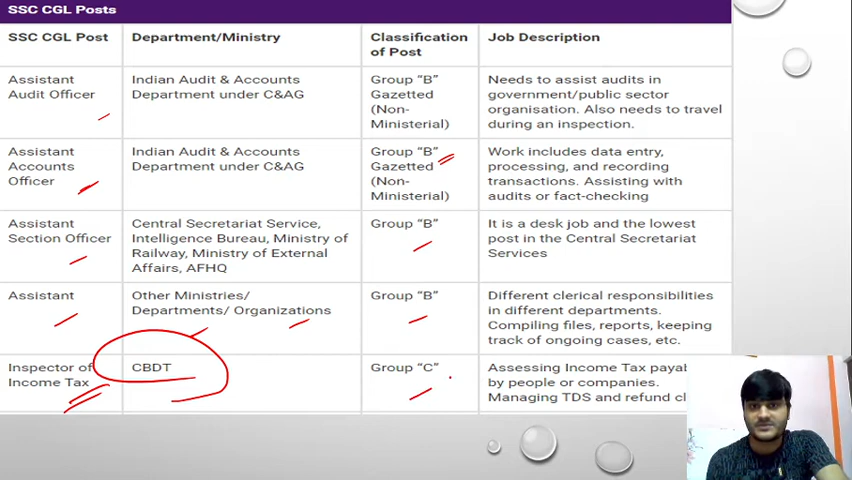 SSC CGL Posts
SSC CGL Post
Department/Ministry
Classification
of Post
Job Description
Assistant
Audit Officer
Indian Audit & Accounts
Department under C&AG
Group “B”
Gazetted
(Non-
Ministerial)
Needs to assist audits in
government/public sector
organisation. Also needs to travel
during an inspection.
Assistant
Accounts
Officer
Indian Audit & Accounts
Department under C&AG
Group “B”
Gazetted
(Non-
Ministerial)
Work includes data entry,
processing, and recording
transactions. Assisting with
audits or fact-checking
Assistant
Section Officer
Central Secretariat Service,
Intelligence Bureau, Ministry of
Railway, Ministry of External
Affairs, AFHQ
Group “B”
It is a desk job and the lowest
post in the Central Secretariat
Services
Assistant
Other Ministries/
Departments/ Organizations
Group “B”
Different clerical responsibilities
in different departments.
Compiling files, reports, keeping
track of ongoing cases, etc.
Inspector of
Income Tax
CBDT
Group “C”
Assessing Income Tax
by people or companies.
Managing TDS and refund